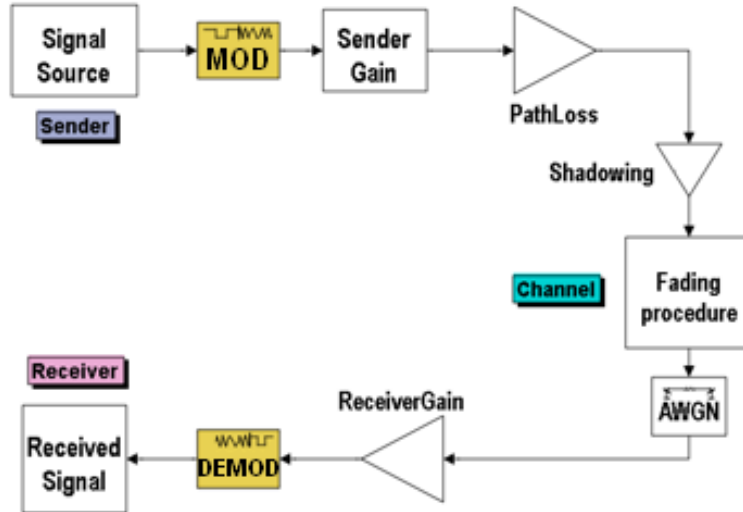 Signal
Source
MOD
Sender
Gain
PathLoss
Sender
Shadowing
Channel
Fading
procedure
AWGN
Receiver
ReceiverGain
Received
Signal
DEMOD